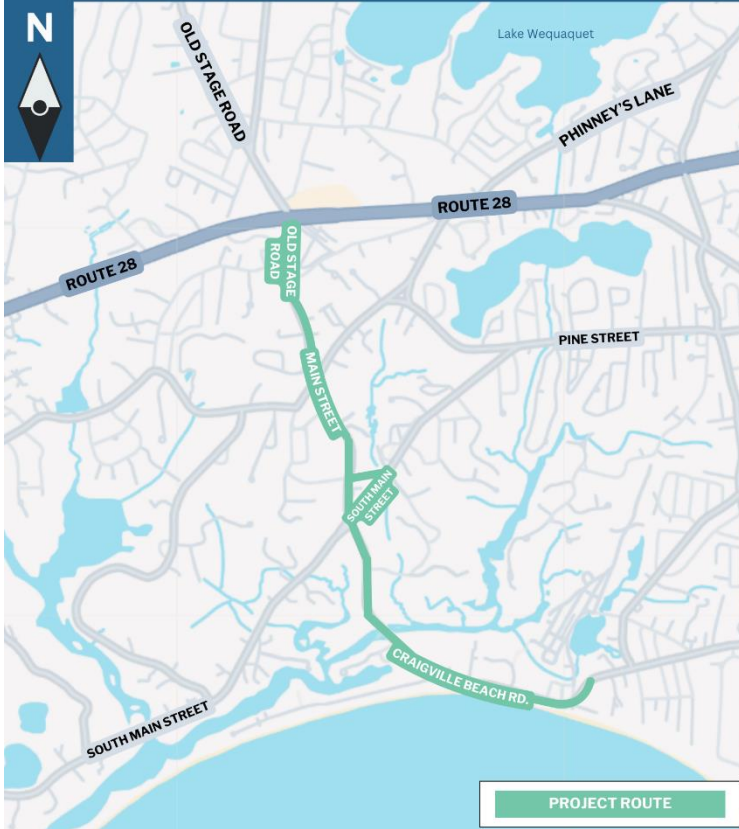 N
Lake Wequaquet
OLD STAGE ROAD
PHINNEY'S LANE
ROUTE 28
ROUTE 28
OLD STAGE
ROAD
PINE STREET
MAIN STREET
SOUTH MAIN
STREET
CRAIGVILLE BEACH RD.
SOUTH MAIN STREET
PROJECT ROUTE